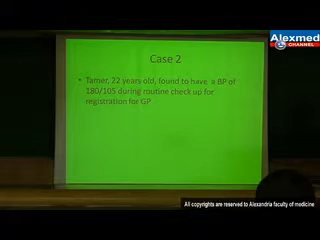 Alexmed
CHANNEL
Case 2
• Tamer, 22 years old, found to have a BP of
180/105 during routine check up for
registration for GP
All copyrights are reserved to Alexandria faculty of medicine